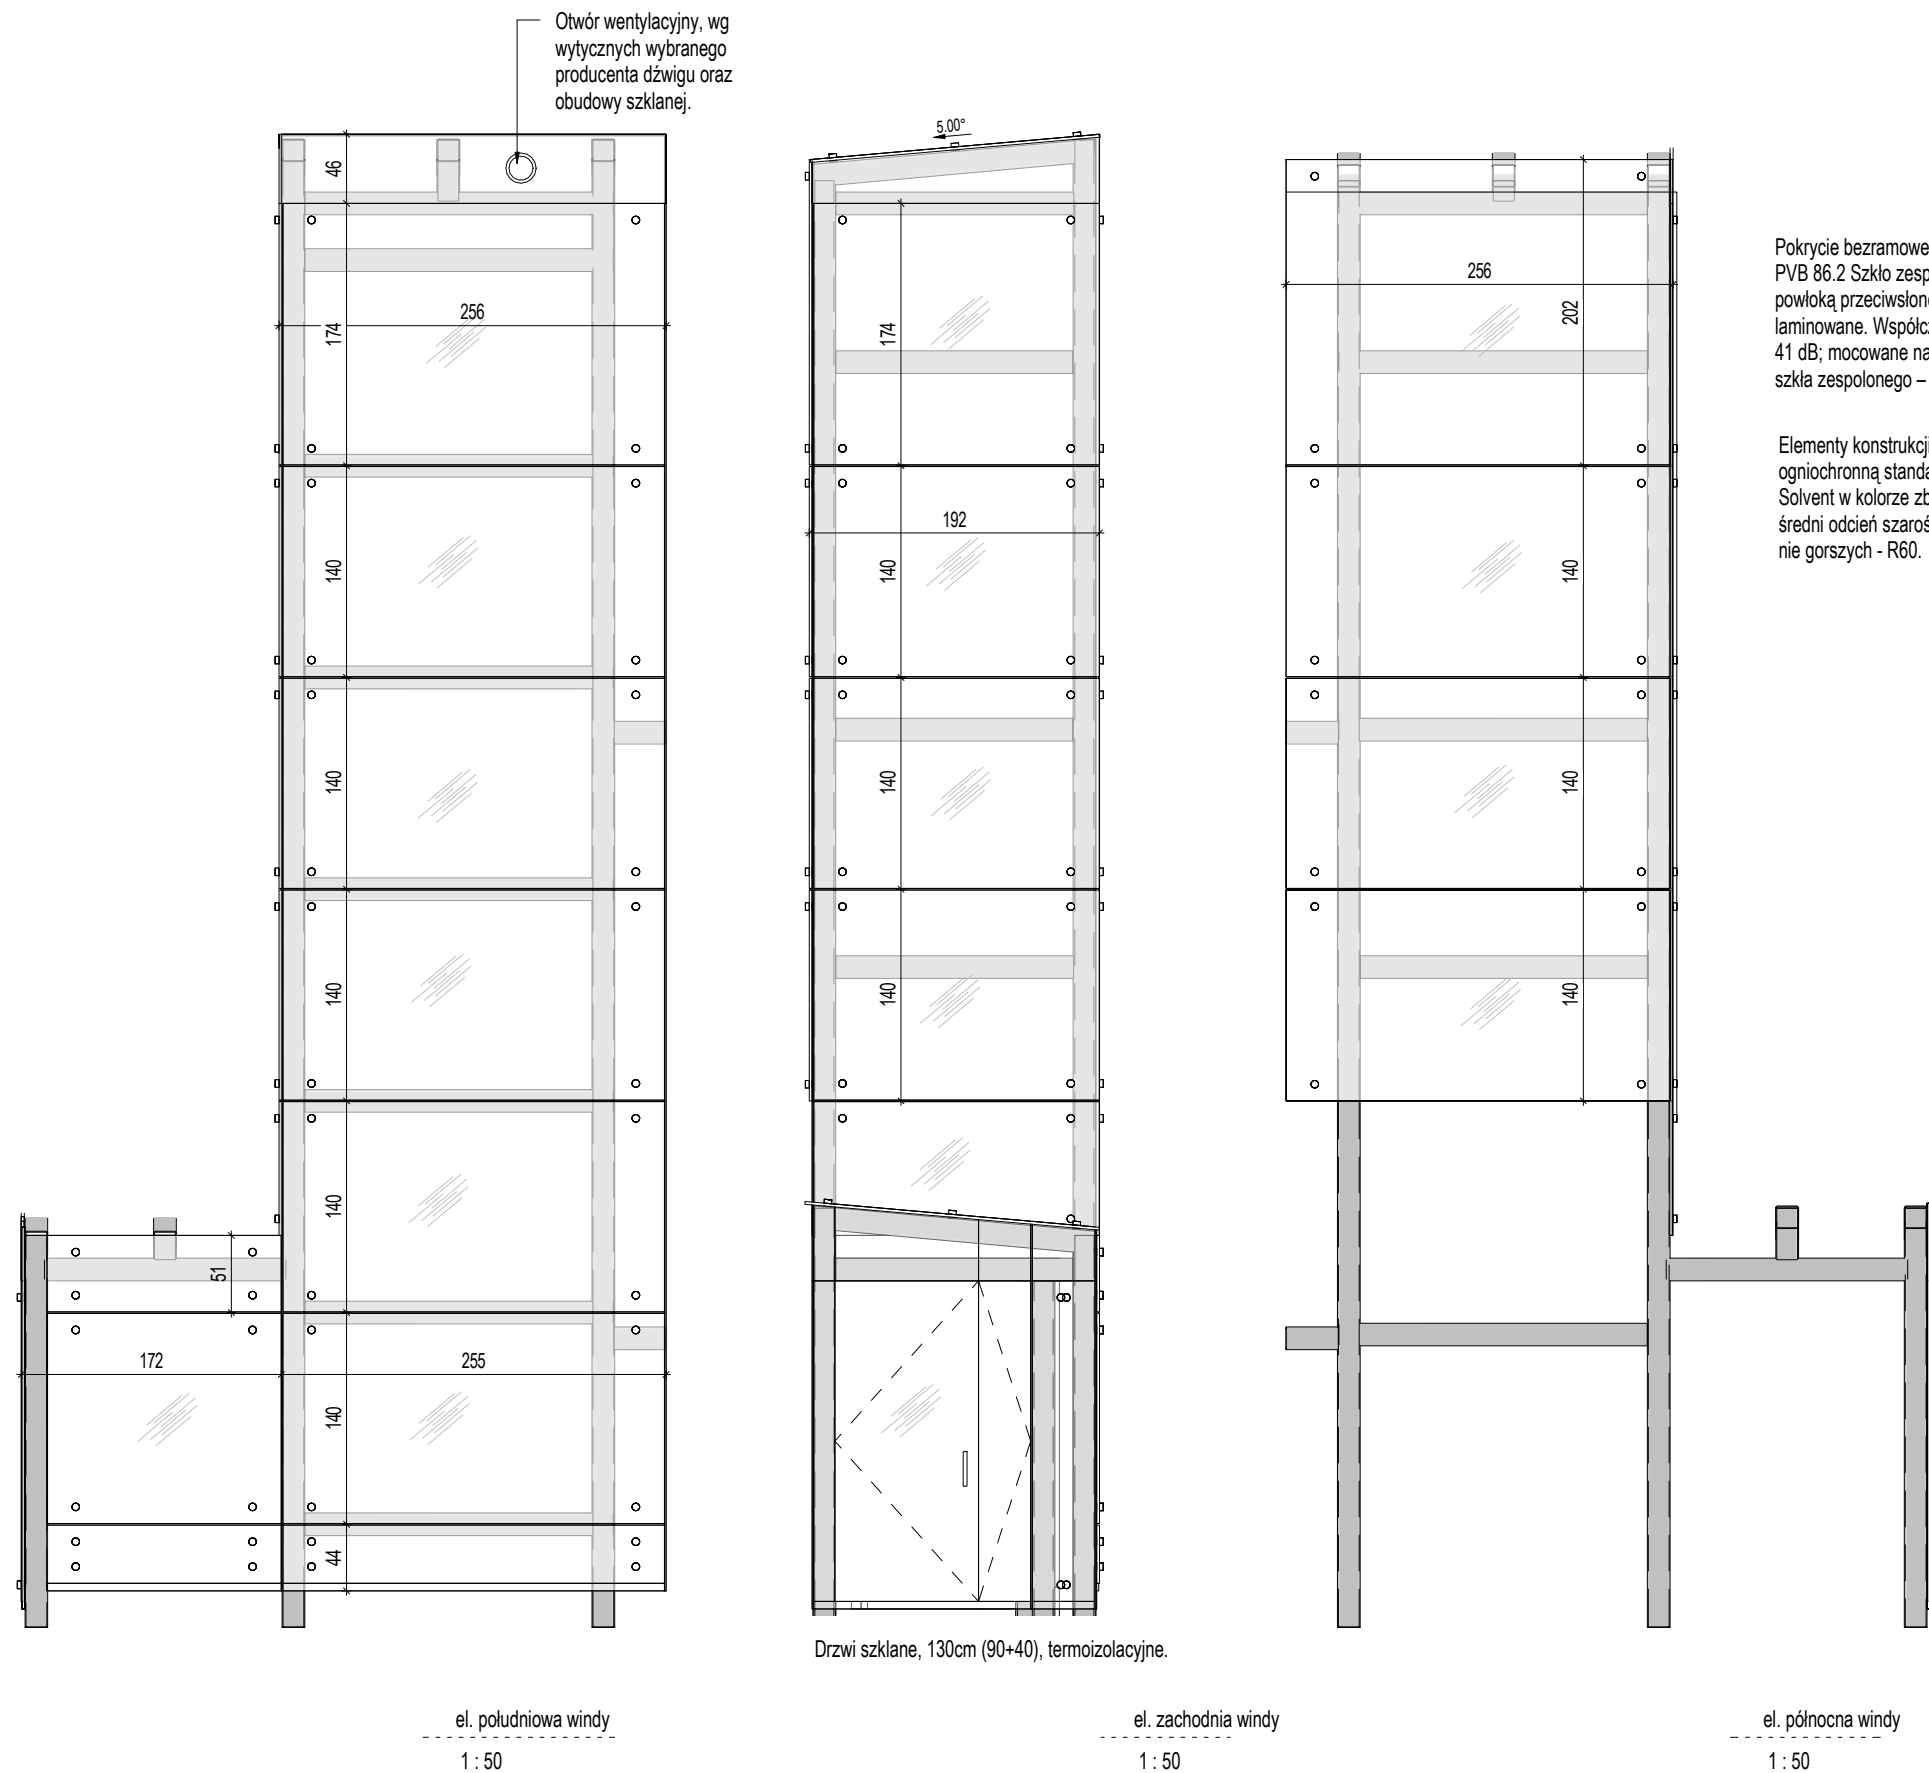 Otwór wentylacyjny, wg
wytycznych wybranego
producenta dźwigu oraz
obudowy szklanej.
46
174
256
140
140
140
140
140
44
51
172
255
5.00°
174
192
140
140
140
256
202
140
140
140
Pokrycie bezramowe
PVB 86.2 Szkło zesp
powłoką przeciwsłon
laminowane. Współc
41 dB; mocowane na
szkła zespolonego –
Elementy konstrukcji
ogniochronną standa
Solvent w kolorze zb
średni odcień szaroś
nie gorszych - R60.
Drzwi szklane, 130cm (90+40), termoizolacyjne.
el. południowa windy
1 : 50
el. zachodnia windy
1 : 50
el. północna windy
1 : 50